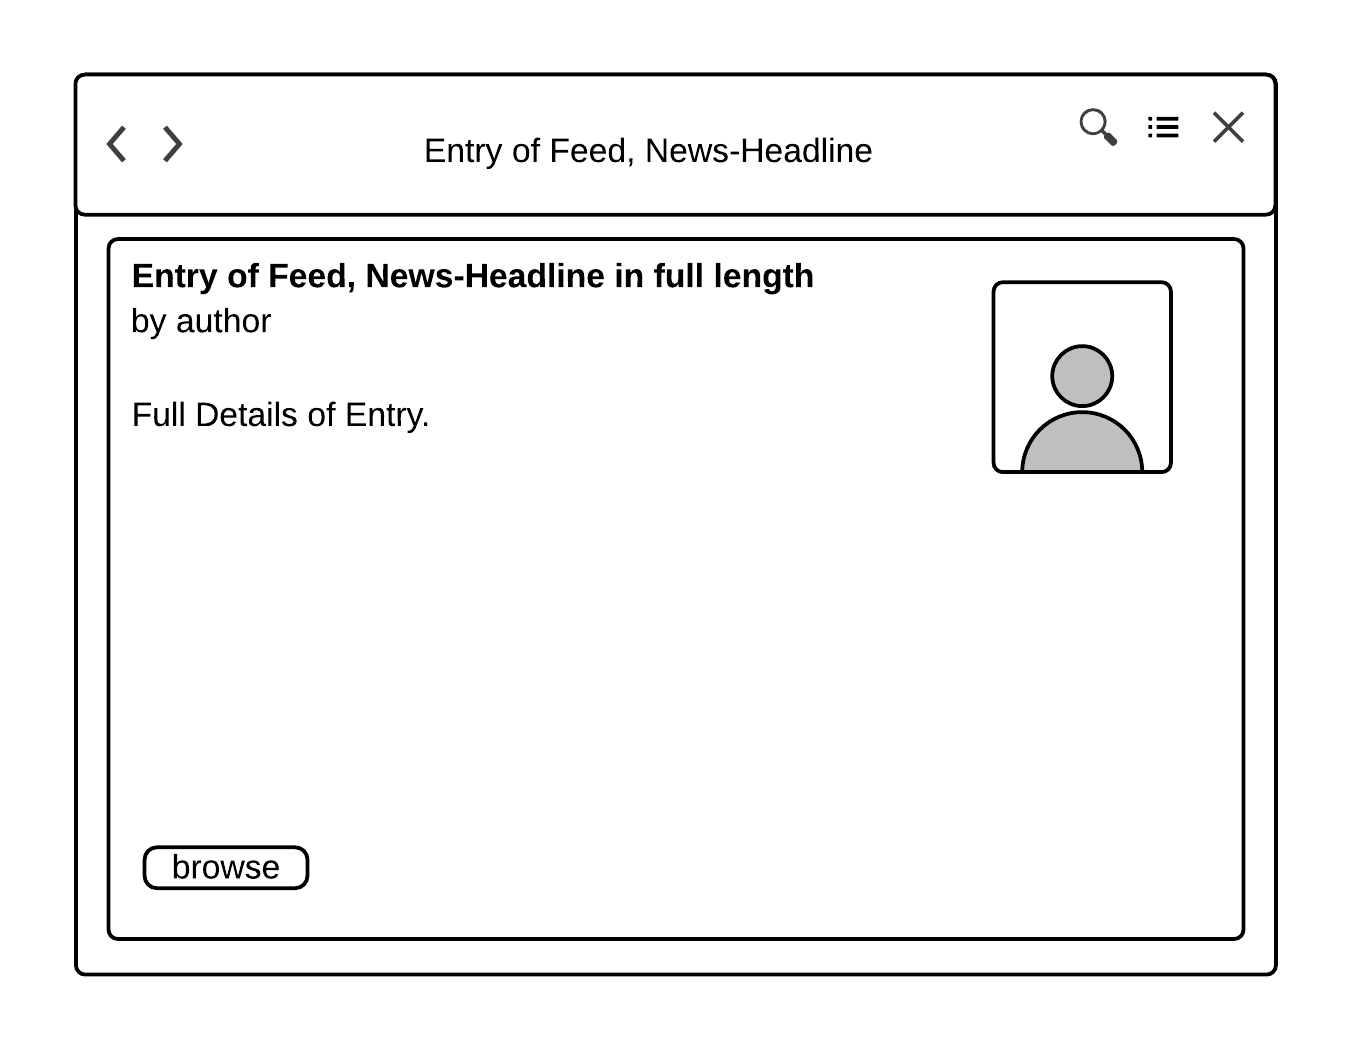 Entry of Feed, News-Headline
Entry of Feed, News-Headline in full length
by author
Full Details of Entry.
browse